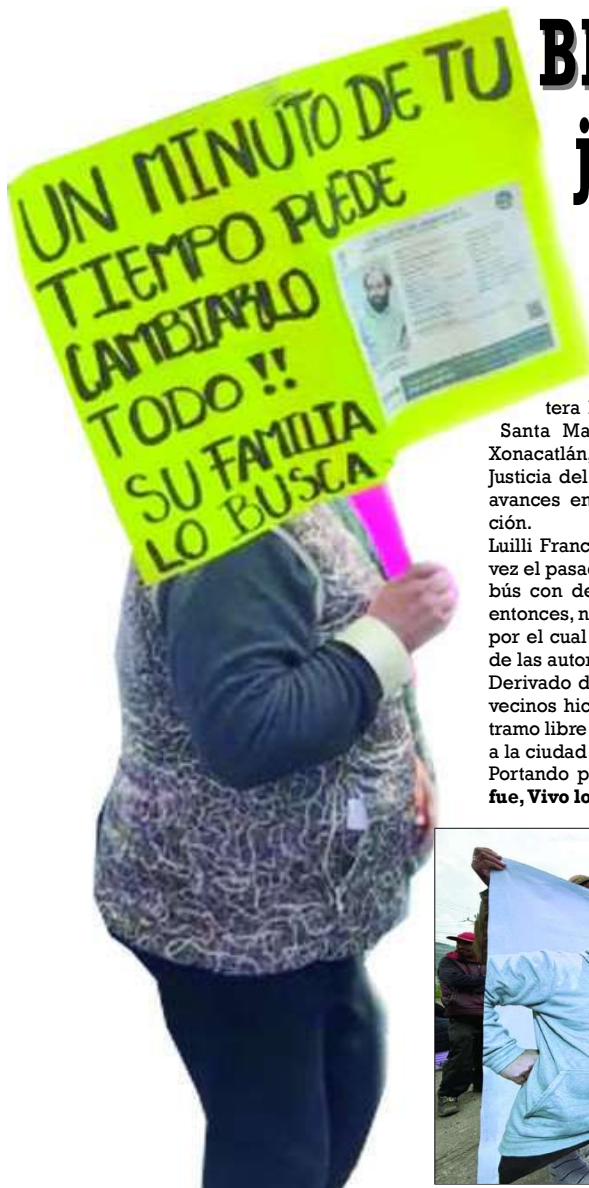 UN MINUTO DE TU
TIEMPO PUEDE
CAMBIARLO
TODO !!
SU FAMILIA
LO BUSCA
tera
Santa Ma
Xonacatlán,
Justicia del
avances en
ción.
Luilli Franc
vez el pasad
bús con de
entonces, n
por el cual
de las autor
Derivado d
vecinos hic
tramo libre
a la ciudad
Portando p
fue, Vivo lo